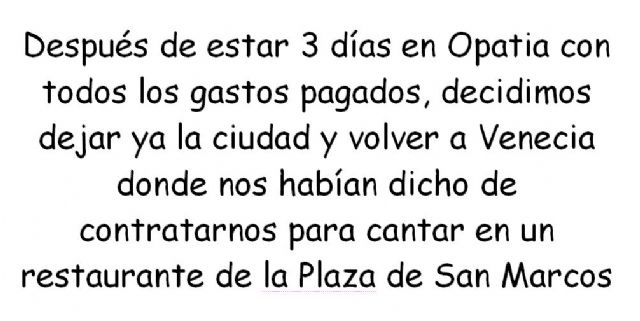 Después de estar 3 días en Opatia con
todos los gastos pagados, decidimos
dejar ya la ciudad y volver a Venecia
donde nos habían dicho de
contratarnos para cantar en un
restaurante de la Plaza de San Marcos